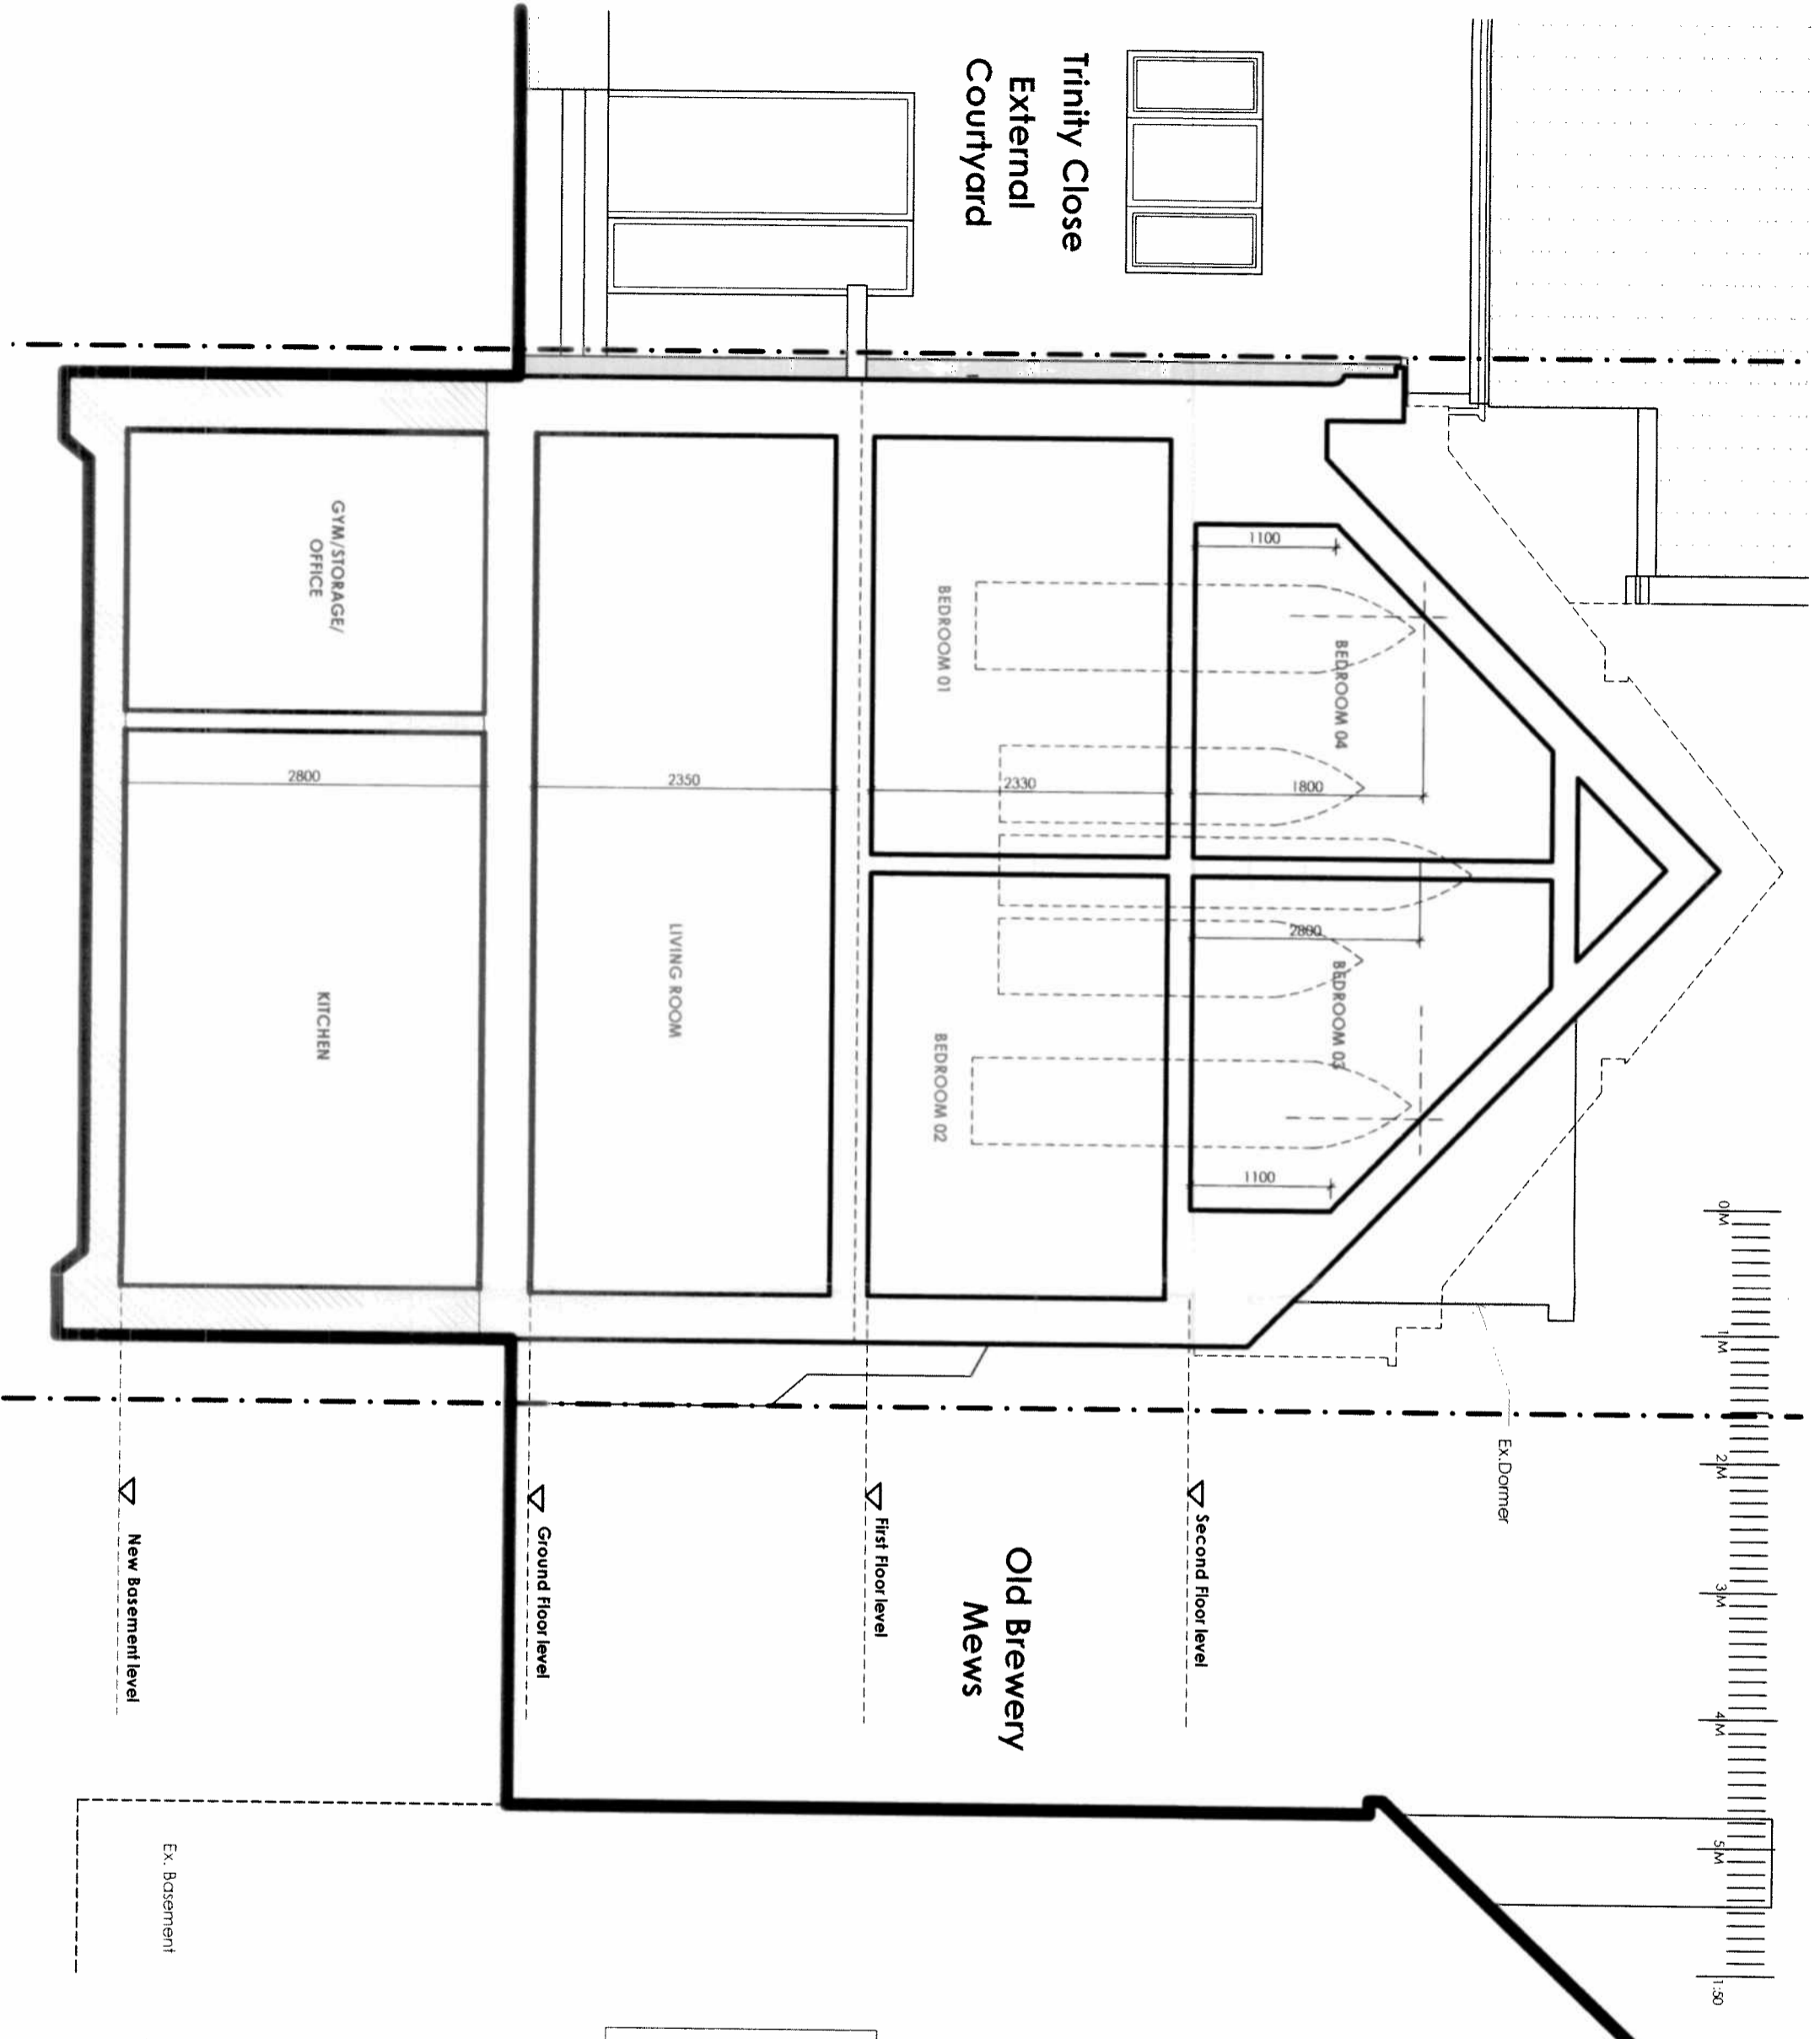 Trinity Close
External
Courtyard
1100
BEDROOM 04
1800
2800
BEDROOM 03
1100
BEDROOM 01
2330
BEDROOM 02
2350
LIVING ROOM
GYM/STORAGE/
OFFICE
2800
KITCHEN
Ex.Dormer
Second Floor level
Old Brewery
Mews
First Floor level
Ground Floor level
New Basement level
Ex. Basement
0M
1M
2M
3M
4M
5M
1:50